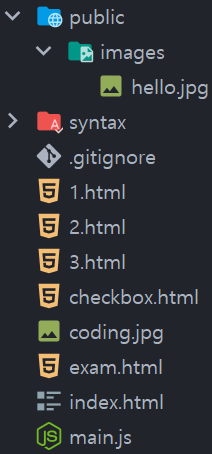 public
images
hello.jpg
syntax
.gitignore
1.html
2.html
3.html
checkbox.html
coding.jpg
exam.html
index.html
main.js